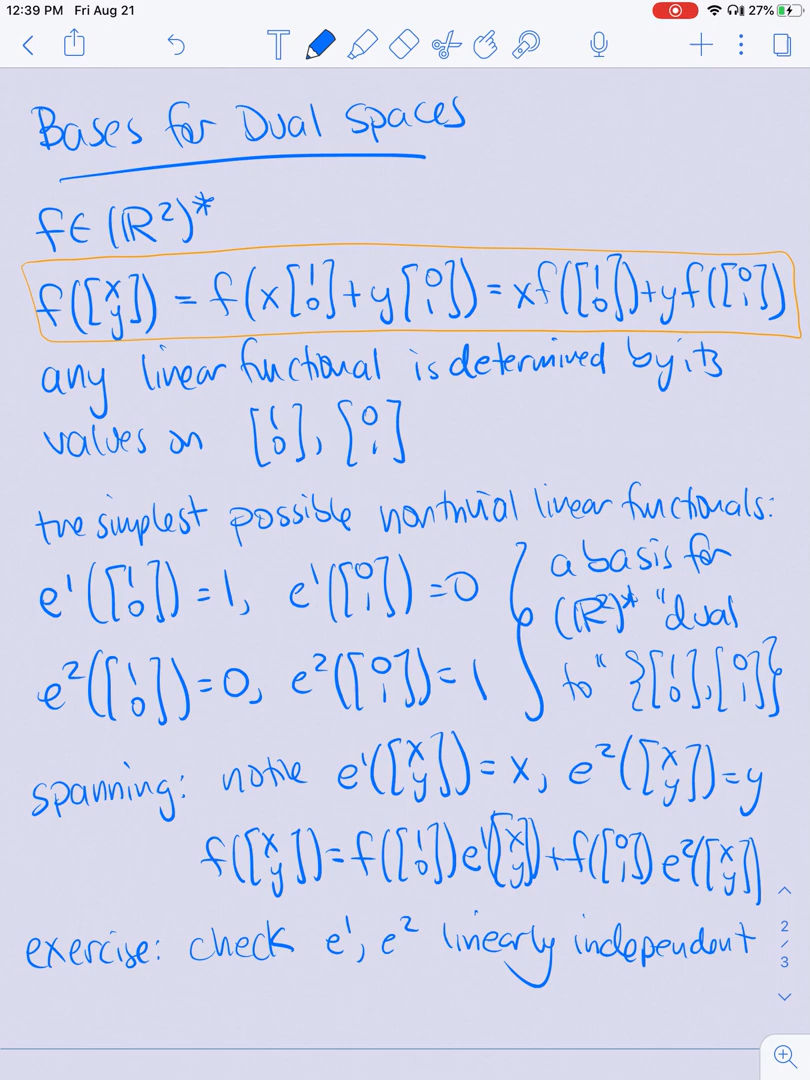 12:39 PM Fri Aug 21
27%
T
Bases for Dual Spaces
f ∈ (ℝ²)*
f([x y]) = f(x[1 0] + y[0 1]) = xf([1 0]) + yf([0 1])
any linear functional is determined by its
values on [1 0], [0 1]
the simplest possible nontrivial linear functionals:
e¹([1 0]) = 1, e¹([0 1]) = 0 } a basis for
(ℝ²)* "dual
e²([1 0]) = 0, e²([0 1]) = 1 to" {[1 0], [0 1]}
spanning: notice e¹([x y]) = x, e²([x y]) = y
f([x y]) = f([1 0]) e¹([x y]) + f([0 1]) e²([x y])
exercise: check e¹, e² linearly independent
2
/
3